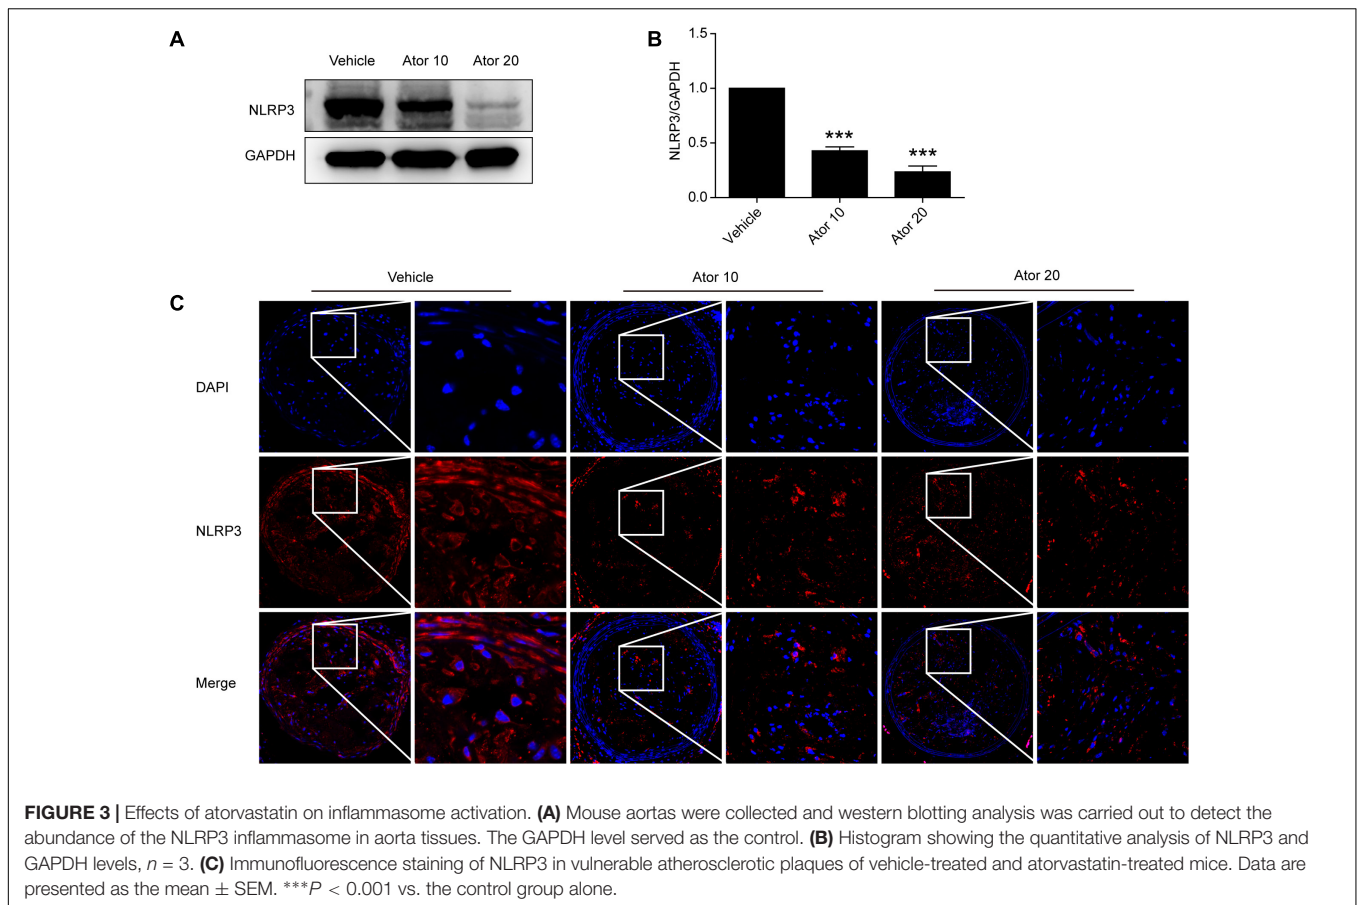 A
Vehicle Ator 10 Ator 20
NLRP3
GAPDH
B
NLRP3/GAPDH
1.5
1.0
0.5
0.0
***
***
Vehicle
Ator 10
Ator 20
C
Vehicle Ator 10 Ator 20
DAPI
NLRP3
Merge
FIGURE 3 | Effects of atorvastatin on inflammasome activation. (A) Mouse aortas were collected and western blotting analysis was carried out to detect the
abundance of the NLRP3 inflammasome in aorta tissues. The GAPDH level served as the control. (B) Histogram showing the quantitative analysis of NLRP3 and
GAPDH levels, n = 3. (C) Immunofluorescence staining of NLRP3 in vulnerable atherosclerotic plaques of vehicle-treated and atorvastatin-treated mice. Data are
presented as the mean ± SEM. ***P < 0.001 vs. the control group alone.